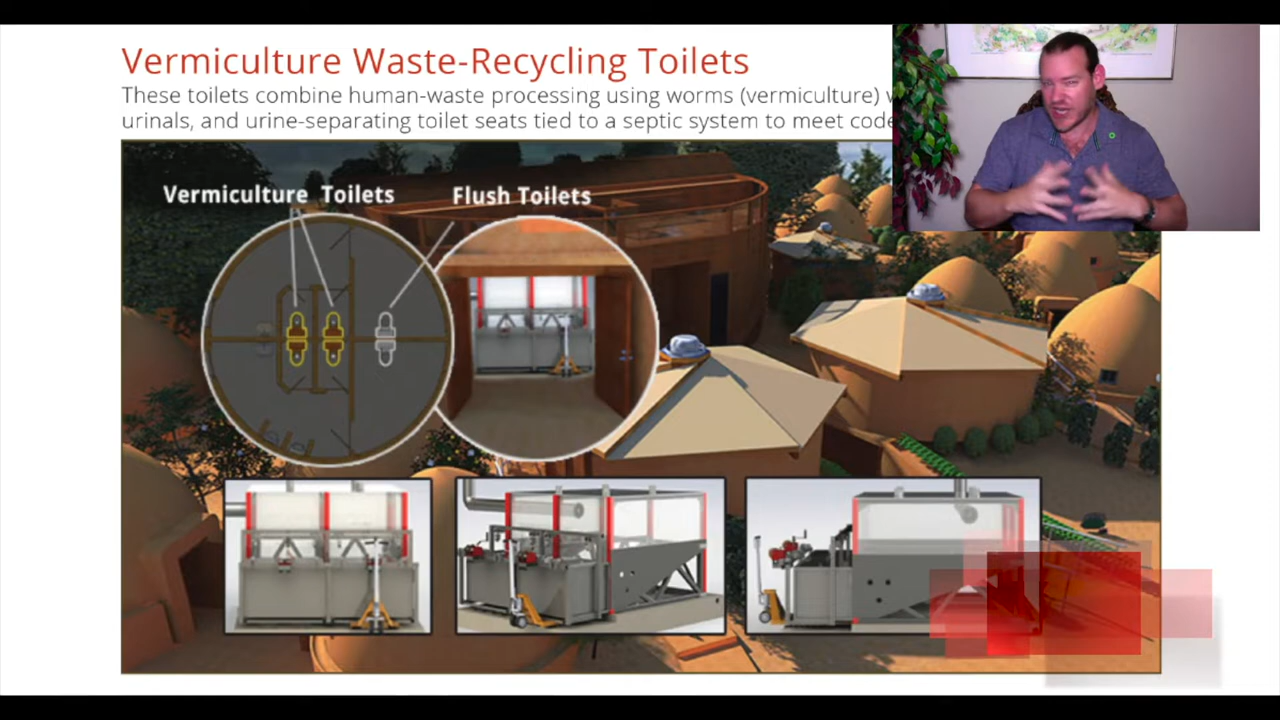 Vermiculture Waste-Recycling Toilets
These toilets combine human-waste processing using worms (vermiculture)
urinals, and urine-separating toilet seats tied to a septic system to meet code
Vermiculture Toilets
Flush Toilets